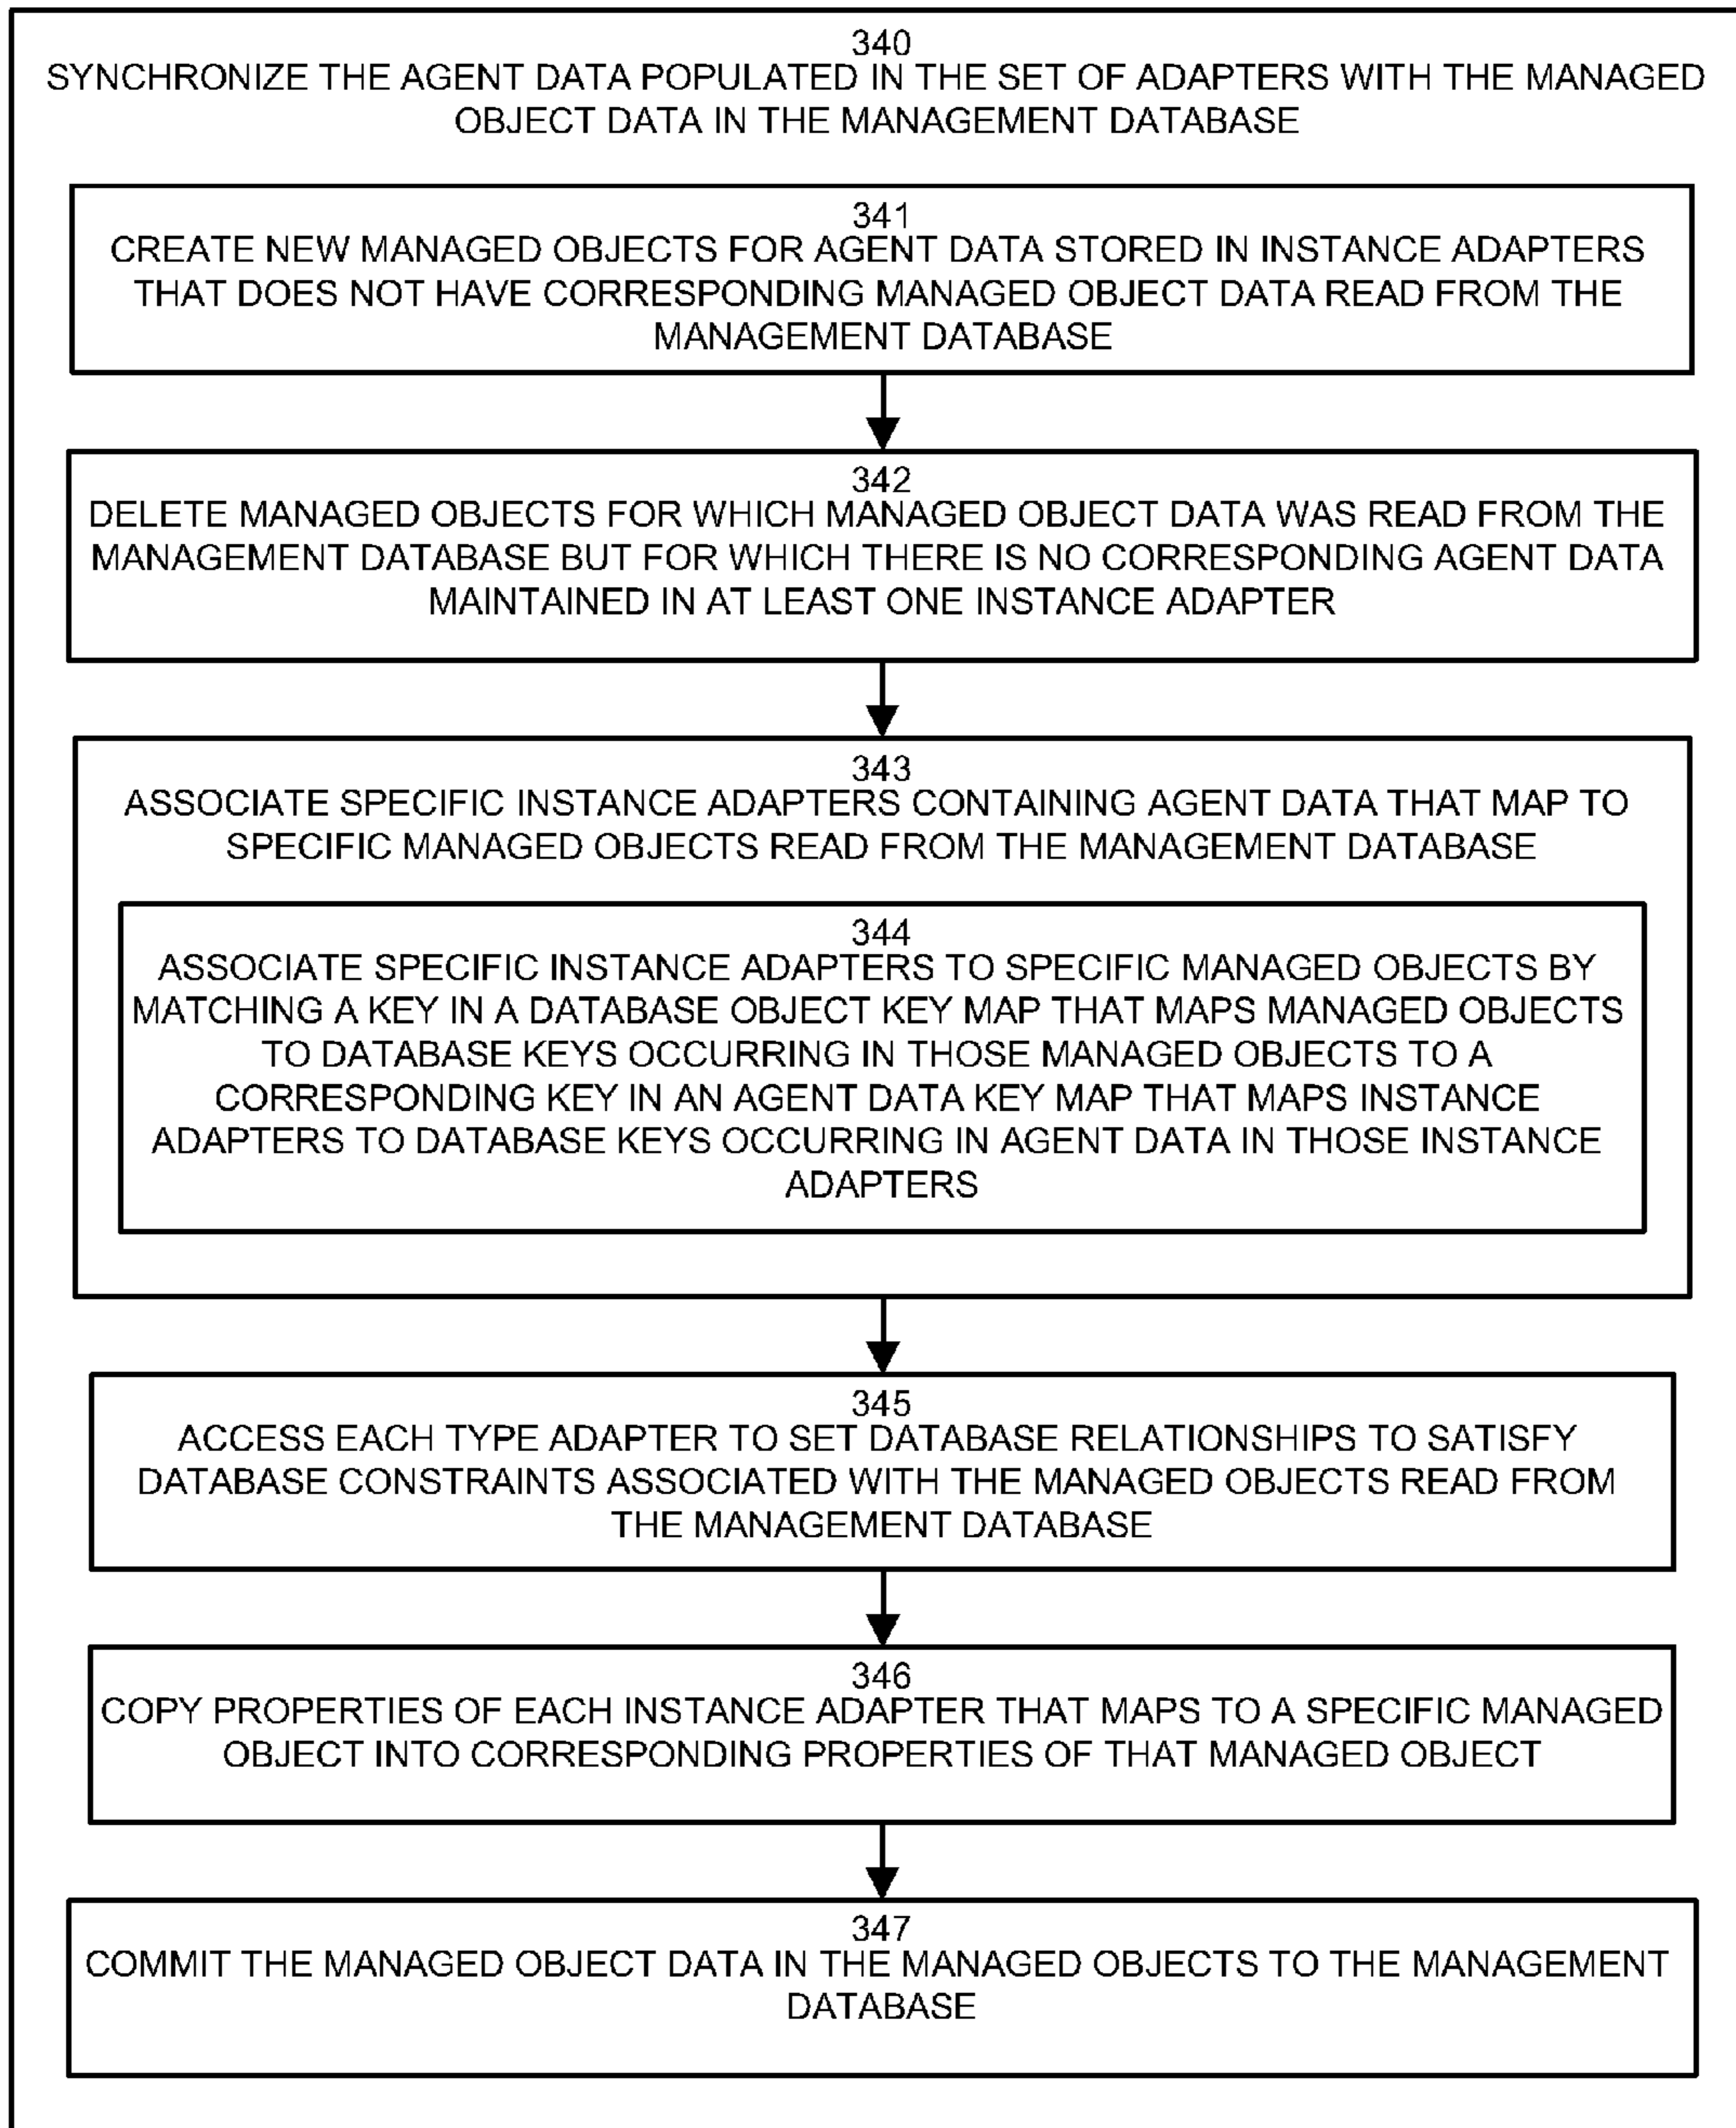 340
SYNCHRONIZE THE AGENT DATA POPULATED IN THE SET OF ADAPTERS WITH THE MANAGED
OBJECT DATA IN THE MANAGEMENT DATABASE
341
CREATE NEW MANAGED OBJECTS FOR AGENT DATA STORED IN INSTANCE ADAPTERS
THAT DOES NOT HAVE CORRESPONDING MANAGED OBJECT DATA READ FROM THE
MANAGEMENT DATABASE
342
DELETE MANAGED OBJECTS FOR WHICH MANAGED OBJECT DATA WAS READ FROM THE
MANAGEMENT DATABASE BUT FOR WHICH THERE IS NO CORRESPONDING AGENT DATA
MAINTAINED IN AT LEAST ONE INSTANCE ADAPTER
343
ASSOCIATE SPECIFIC INSTANCE ADAPTERS CONTAINING AGENT DATA THAT MAP TO
SPECIFIC MANAGED OBJECTS READ FROM THE MANAGEMENT DATABASE
344
ASSOCIATE SPECIFIC INSTANCE ADAPTERS TO SPECIFIC MANAGED OBJECTS BY
MATCHING A KEY IN A DATABASE OBJECT KEY MAP THAT MAPS MANAGED OBJECTS
TO DATABASE KEYS OCCURRING IN THOSE MANAGED OBJECTS TO A
CORRESPONDING KEY IN AN AGENT DATA KEY MAP THAT MAPS INSTANCE
ADAPTERS TO DATABASE KEYS OCCURRING IN AGENT DATA IN THOSE INSTANCE
ADAPTERS
345
ACCESS EACH TYPE ADAPTER TO SET DATABASE RELATIONSHIPS TO SATISFY
DATABASE CONSTRAINTS ASSOCIATED WITH THE MANAGED OBJECTS READ FROM
THE MANAGEMENT DATABASE
346
COPY PROPERTIES OF EACH INSTANCE ADAPTER THAT MAPS TO A SPECIFIC MANAGED
OBJECT INTO CORRESPONDING PROPERTIES OF THAT MANAGED OBJECT
347
COMMIT THE MANAGED OBJECT DATA IN THE MANAGED OBJECTS TO THE MANAGEMENT
DATABASE